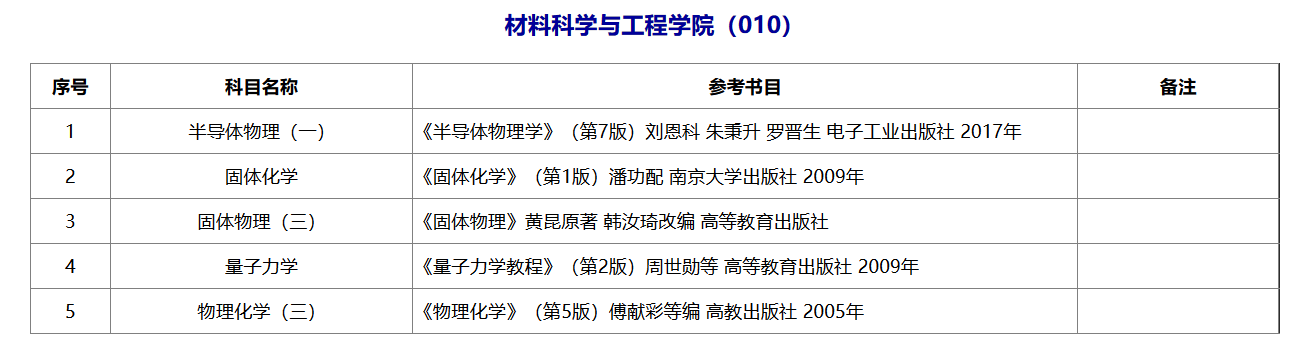 材料科学与工程学院（010）
序号 科目名称 参考书目 备注
1 半导体物理（一） 《半导体物理学》（第7版）刘恩科 朱秉升 罗晋生 电子工业出版社 2017年
2 固体化学 《固体化学》（第1版）潘功配 南京大学出版社 2009年
3 固体物理（三） 《固体物理》黄昆原著 韩汝琦改编 高等教育出版社
4 量子力学 《量子力学教程》（第2版）周世勋等 高等教育出版社 2009年
5 物理化学（三） 《物理化学》（第5版）傅献彩等编 高教出版社 2005年